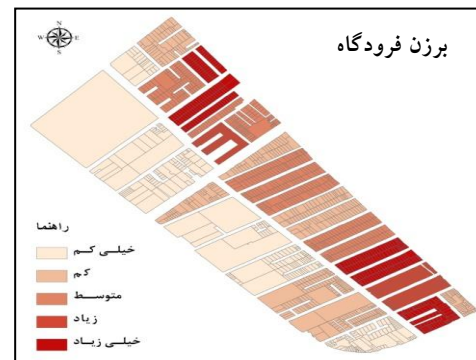 برزن فرودگاه
N
W E
S
راهنما
خیلی کم
کم
متوسط
زیاد
خیلی زیاد